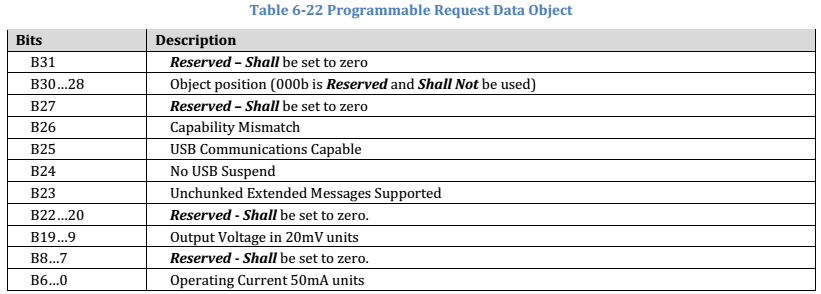 Table 6-22 Programmable Request Data Object
Bits Description
B31 Reserved – Shall be set to zero
B30…28 Object position (000b is Reserved and Shall Not be used)
B27 Reserved – Shall be set to zero
B26 Capability Mismatch
B25 USB Communications Capable
B24 No USB Suspend
B23 Unchunked Extended Messages Supported
B22…20 Reserved - Shall be set to zero.
B19…9 Output Voltage in 20mV units
B8…7 Reserved - Shall be set to zero.
B6…0 Operating Current 50mA units